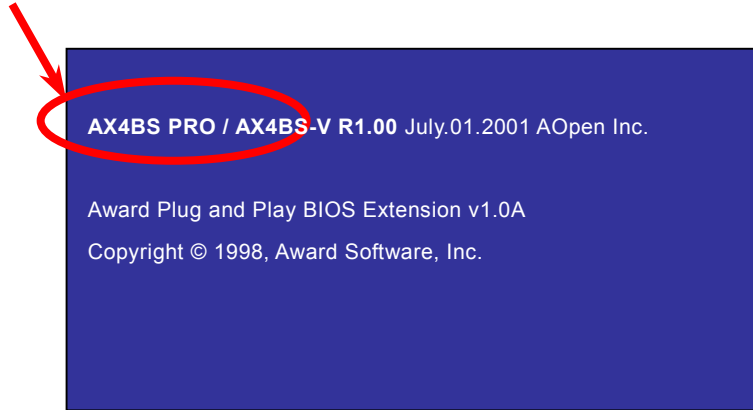 AX4BS PRO / AX4BS-V R1.00 July.01.2001 AOpen Inc.
Award Plug and Play BIOS Extension v1.0A
Copyright © 1998, Award Software, Inc.